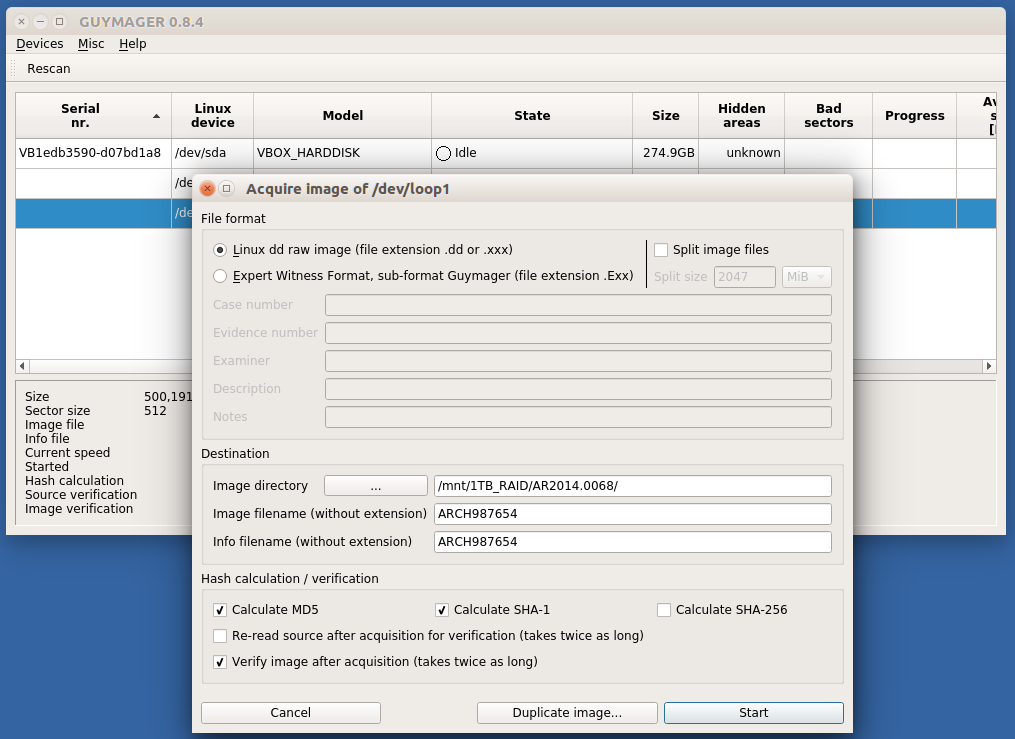 GUYMAGER 0.8.4
Devices Misc Help
Rescan
Serial nr. Linux device Model State Size Hidden areas Bad sectors Progress
VB1edb3590-d07bd1a8 /dev/sda VBOX_HARDDISK Idle 274.9GB unknown
Acquire image of /dev/loop1
File format
Linux dd raw image (file extension .dd or .xxx) Split image files
Expert Witness Format, sub-format Guymager (file extension .Exx) Split size 2047 MiB
Case number
Evidence number
Examiner
Description
Notes
Size 500,191
Sector size 512
Image file
Info file
Current speed
Started
Hash calculation
Source verification
Image verification
Destination
Image directory ... /mnt/1TB_RAID/AR2014.0068/
Image filename (without extension) ARCH987654
Info filename (without extension) ARCH987654
Hash calculation / verification
Calculate MD5 Calculate SHA-1 Calculate SHA-256
Re-read source after acquisition for verification (takes twice as long)
Verify image after acquisition (takes twice as long)
Cancel Duplicate image... Start